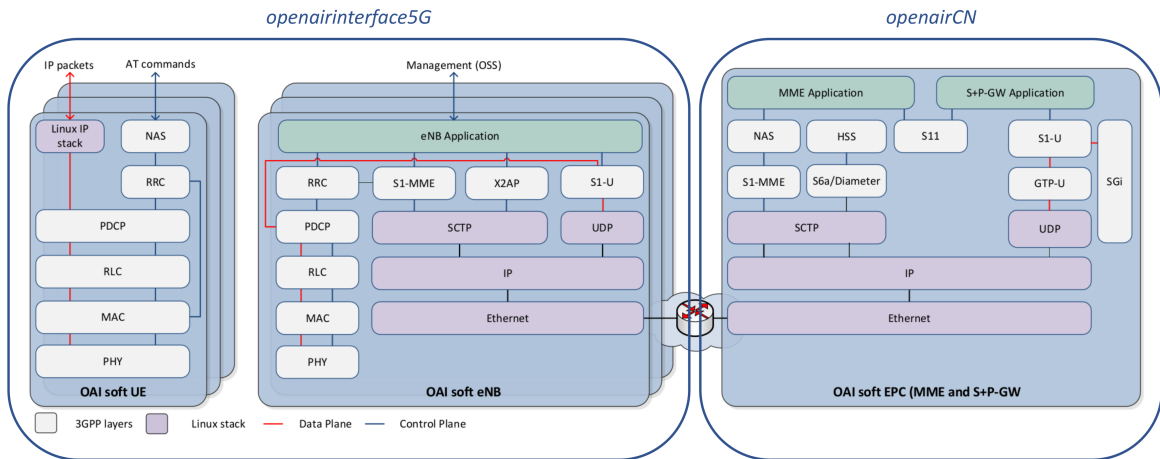 openairinterface5G
openairCN
IP packets
AT commands
Management (OSS)
Linux IP
stack
NAS
RRC
PDCP
RLC
MAC
PHY
OAI soft UE
eNB Application
RRC
S1-MME
X2AP
S1-U
PDCP
SCTP
UDP
RLC
IP
MAC
Ethernet
PHY
OAI soft eNB
MME Application
S+P-GW Application
NAS
HSS
S11
S1-U
S1-MME
S6a/Diameter
GTP-U
SGi
SCTP
UDP
IP
Ethernet
OAI soft EPC (MME and S+P-GW
3GPP layers
Linux stack
Data Plane
Control Plane